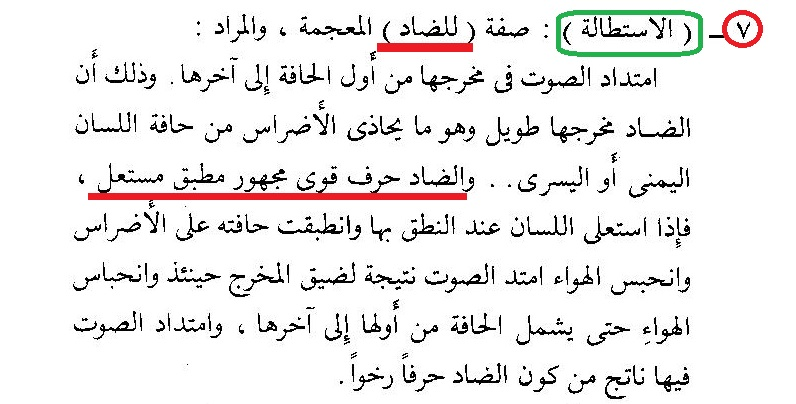 ٧ ــ ( الاستطالة ) : صفة ( للضاد ) المعجمة ، والمراد :
امتداد الصوت فى مخرجها من أول الحافة إلى آخرها. وذلك أن
الضاد مخرجها طويل وهو ما يحاذى الأضراس من حافة اللسان
اليمنى أو اليسرى.. والضاد حرف قوى مجهور مطبق مستعل ،
فإذا استعلى اللسان عند النطق بها وانطبقت حافته على الأضراس
وانحبس الهواء امتد الصوت نتيجة لضيق المخرج حينئذ وانحباس
الهواءِ حتى يشمل الحافة من أولها إلى آخرها ، وامتداد الصوت
فيها ناتج من كون الضاد حرفاً رخواً.